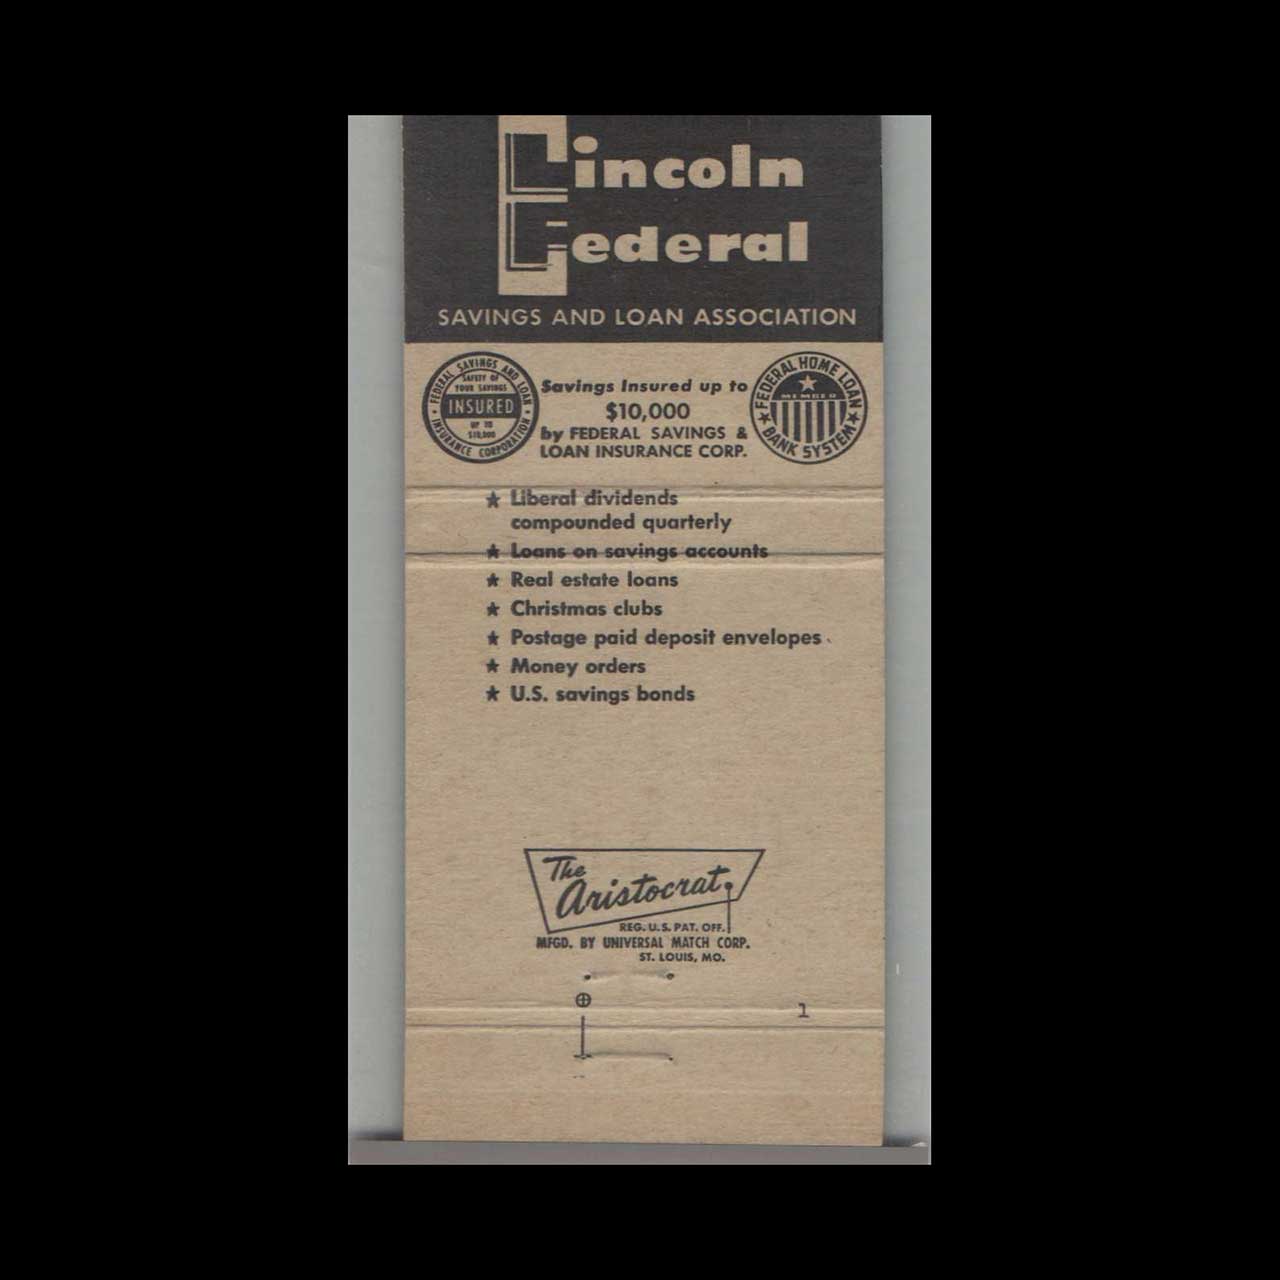 Lincoln
Federal
SAVINGS AND LOAN ASSOCIATION
FEDERAL SAVINGS AND LOAN
INSURANCE CORPORATION
SAFETY OF
YOUR SAVINGS
INSURED
UP TO
$10,000
Savings Insured up to
$10,000
by FEDERAL SAVINGS &
LOAN INSURANCE CORP.
FEDERAL HOME LOAN
MEMBER
BANK SYSTEM
★ Liberal dividends
compounded quarterly
★ Loans on savings accounts
★ Real estate loans
★ Christmas clubs
★ Postage paid deposit envelopes
★ Money orders
★ U.S. savings bonds
The
Aristocrat
REG. U.S. PAT. OFF.
MFGD. BY UNIVERSAL MATCH CORP.
ST. LOUIS, MO.
1